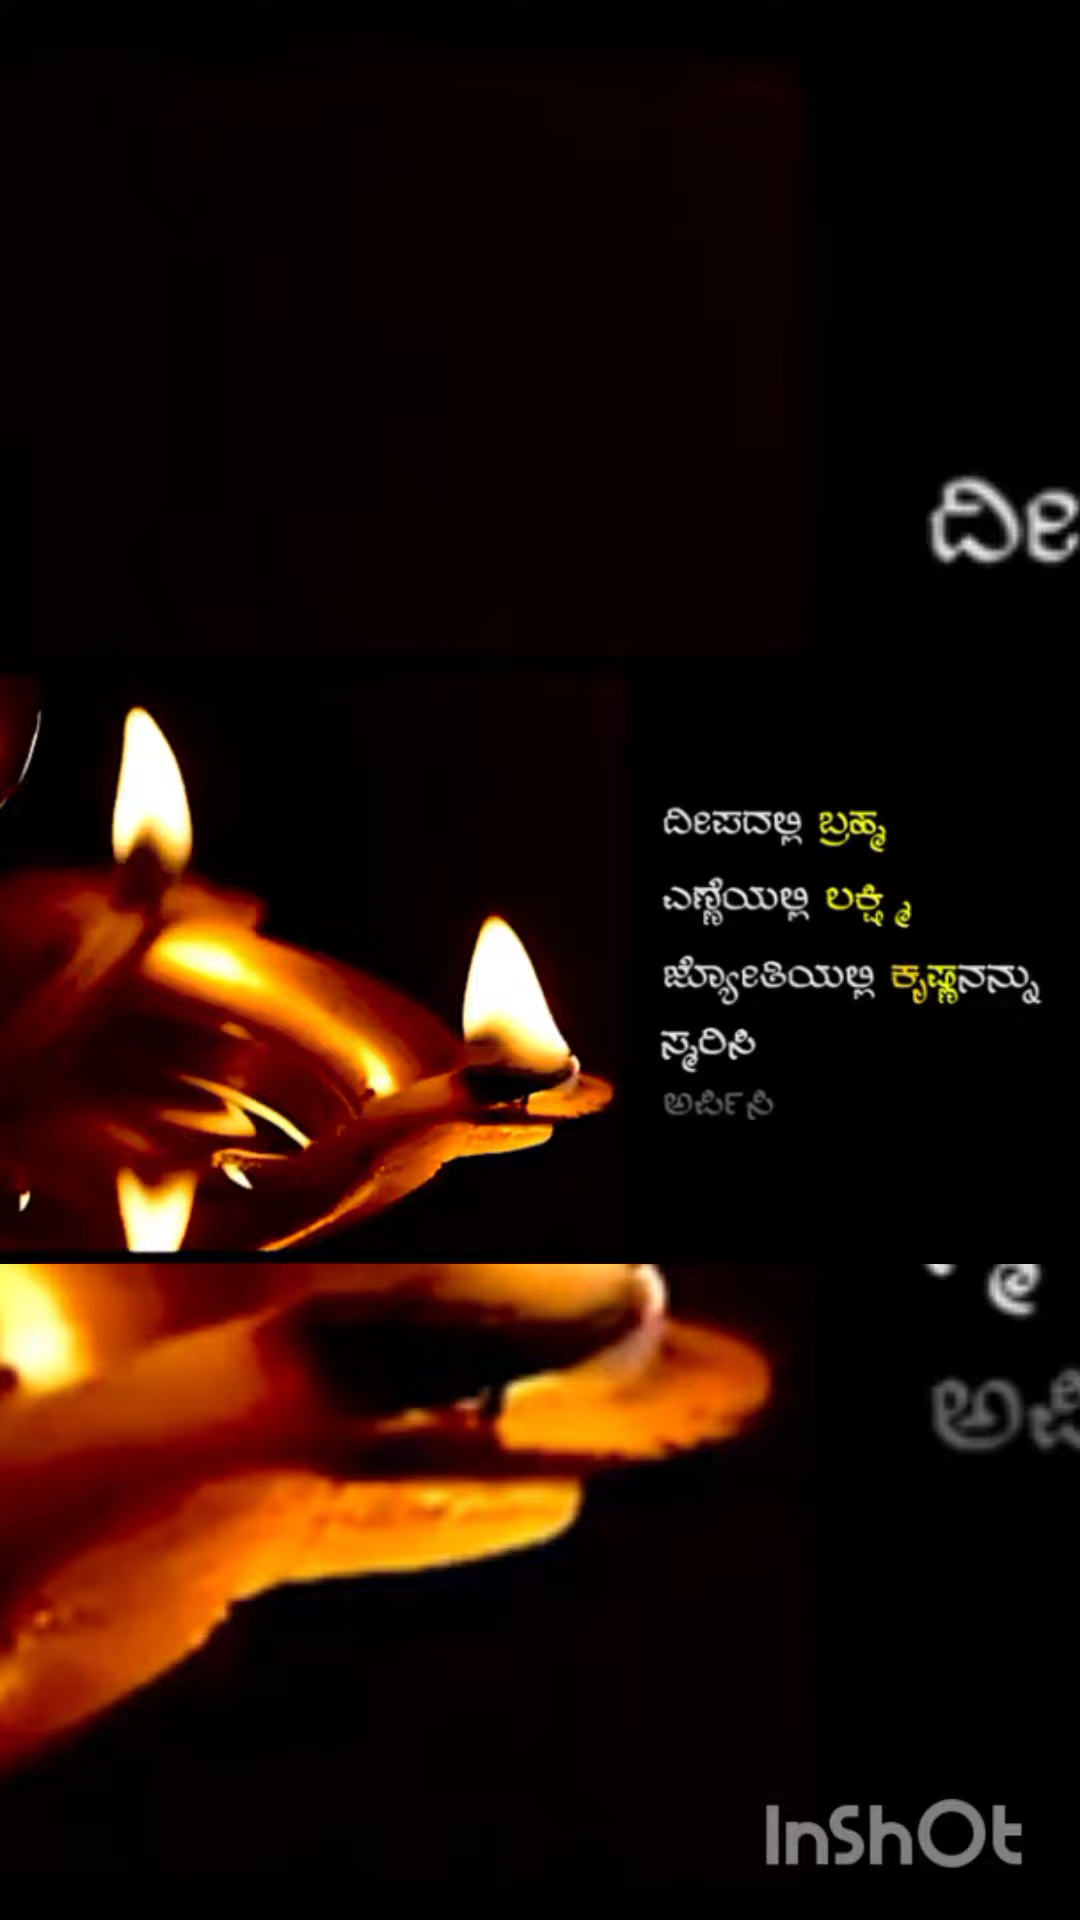 ದೀ
ದೀಪದಲ್ಲಿ ಬ್ರಹ್ಮ
ಎಣ್ಣೆಯಲ್ಲಿ ಲಕ್ಷ್ಮಿ
ಜ್ಯೋತಿಯಲ್ಲಿ ಕೃಷ್ಣನನ್ನು
ಸ್ಮರಿಸಿ
ಅರ್ಪಿಸಿ
InShOt